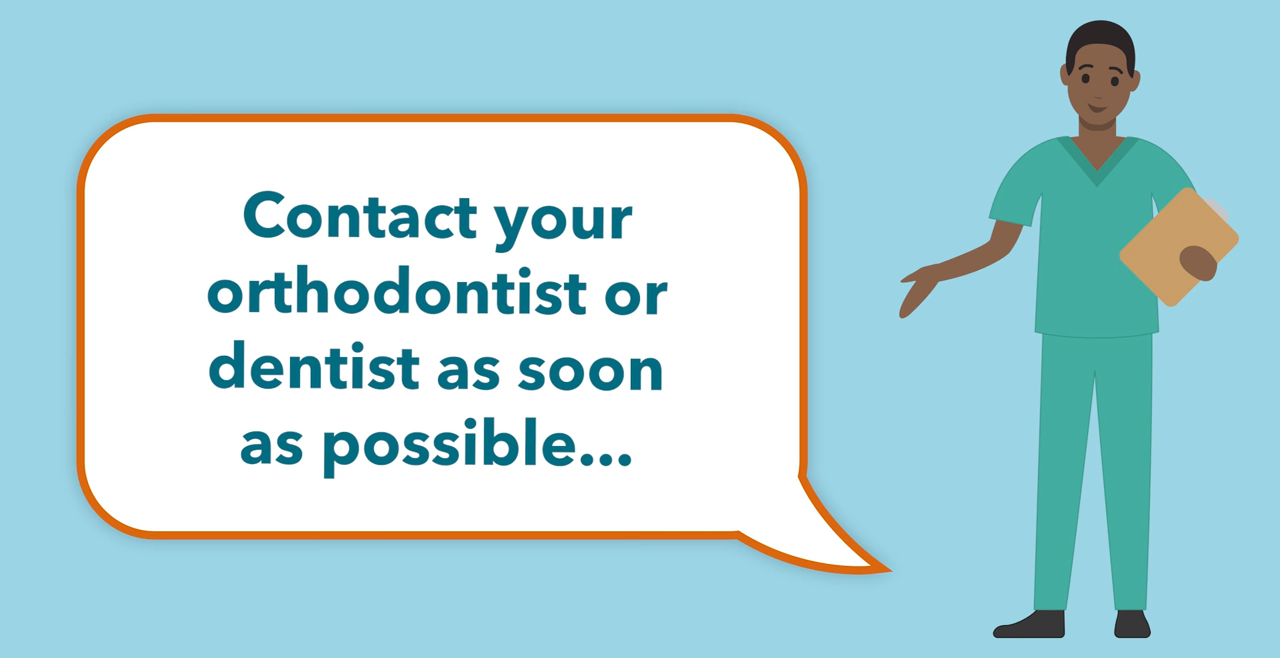 Contact your
orthodontist or
dentist as soon
as possible...